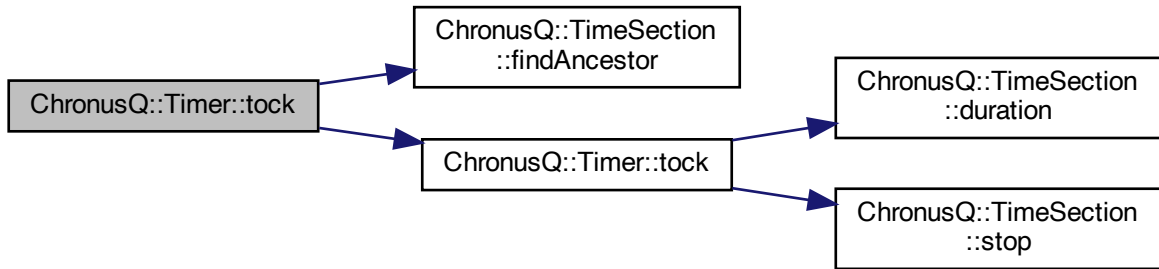 ChronusQ::Timer::tock
ChronusQ::TimeSection
::findAncestor
ChronusQ::Timer::tock
ChronusQ::TimeSection
::duration
ChronusQ::TimeSection
::stop